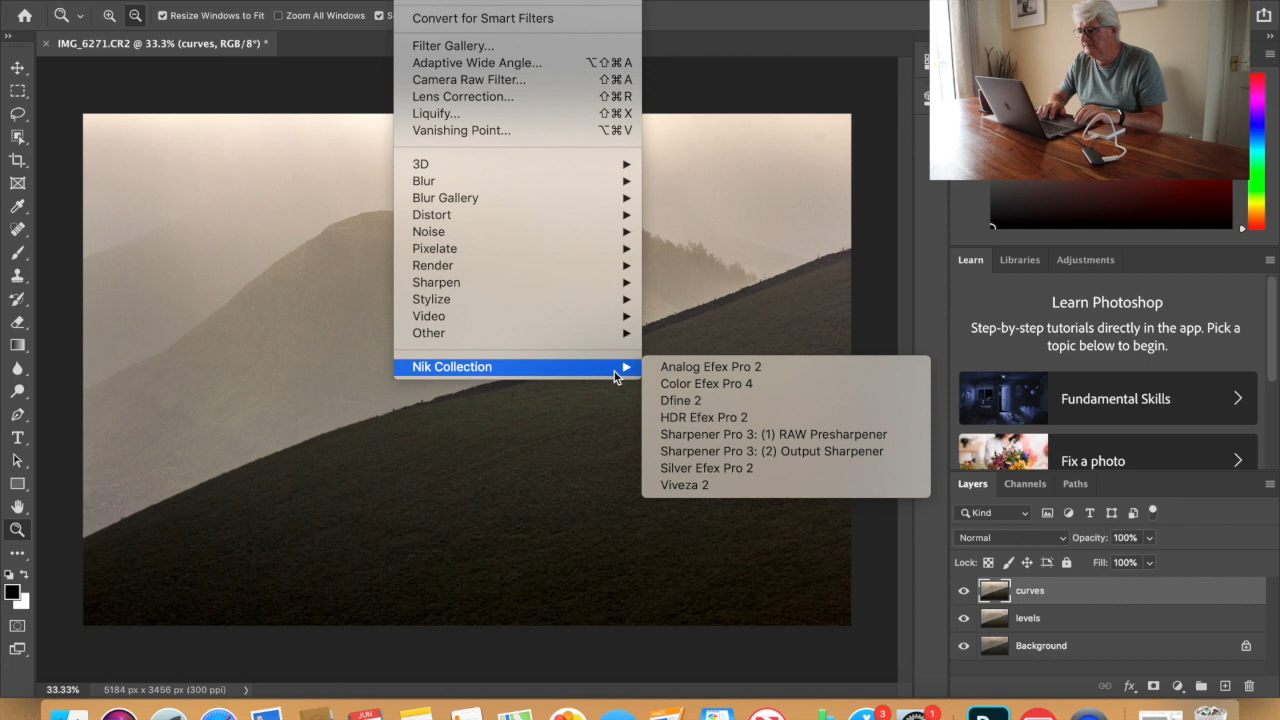 Resize Windows to Fit
Zoom All Windows
IMG_6271.CR2 @ 33.3% (curves, RGB/8*) *
Convert for Smart Filters
Filter Gallery...
Adaptive Wide Angle... ⌥⇧⌘A
Camera Raw Filter... ⇧⌘A
Lens Correction... ⇧⌘R
Liquify... ⇧⌘X
Vanishing Point... ⌥⌘V
3D
Blur
Blur Gallery
Distort
Noise
Pixelate
Render
Sharpen
Stylize
Video
Other
Nik Collection
Analog Efex Pro 2
Color Efex Pro 4
Dfine 2
HDR Efex Pro 2
Sharpener Pro 3: (1) RAW Presharpener
Sharpener Pro 3: (2) Output Sharpener
Silver Efex Pro 2
Viveza 2
Learn Libraries Adjustments
Learn Photoshop
Step-by-step tutorials directly in the app. Pick a
topic below to begin.
Fundamental Skills
Fix a photo
Layers Channels Paths
Kind
Normal Opacity: 100%
Lock: Fill: 100%
curves
levels
Background
33.33% 5184 px x 3456 px (300 ppi)
JUN
3
1